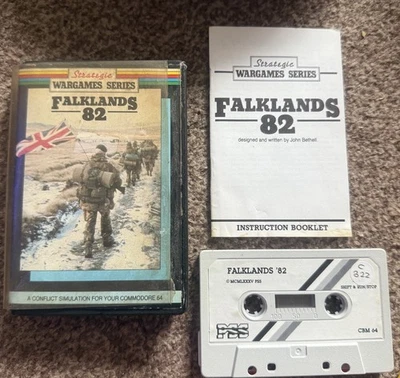 Strategic
WARGAMES SERIES
FALKLANDS
82
A CONFLICT SIMULATION FOR YOUR COMMODORE 64
Strategic
WARGAMES SERIES
FALKLANDS
82
designed and written by John Bethell
INSTRUCTION BOOKLET
FALKLANDS '82
© MCMLXXXV PSS
C
222
SHIFT & RUN/STOP
PSS
CBM 64